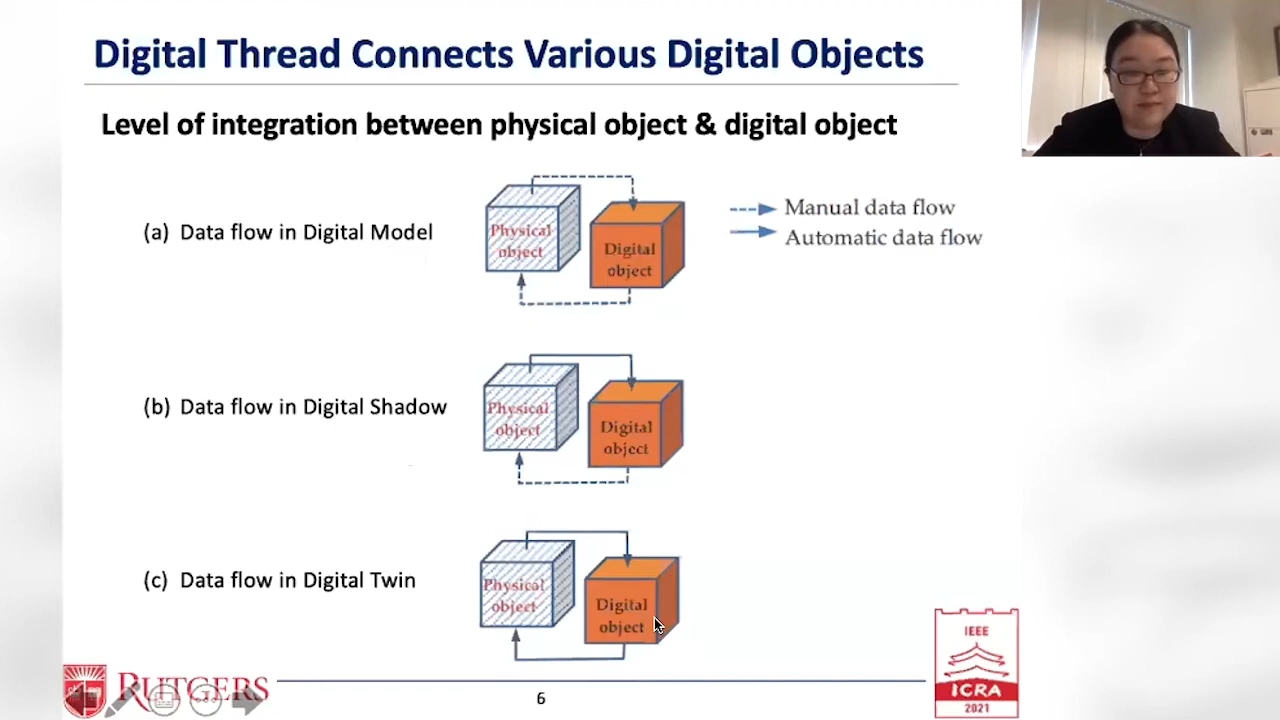 Digital Thread Connects Various Digital Objects
Level of integration between physical object & digital object
(a) Data flow in Digital Model
Physical
object
Digital
object
Manual data flow
Automatic data flow
(b) Data flow in Digital Shadow
Physical
object
Digital
object
(c) Data flow in Digital Twin
Physical
object
Digital
object
RUTGERS
6
IEEE
ICRA
2021